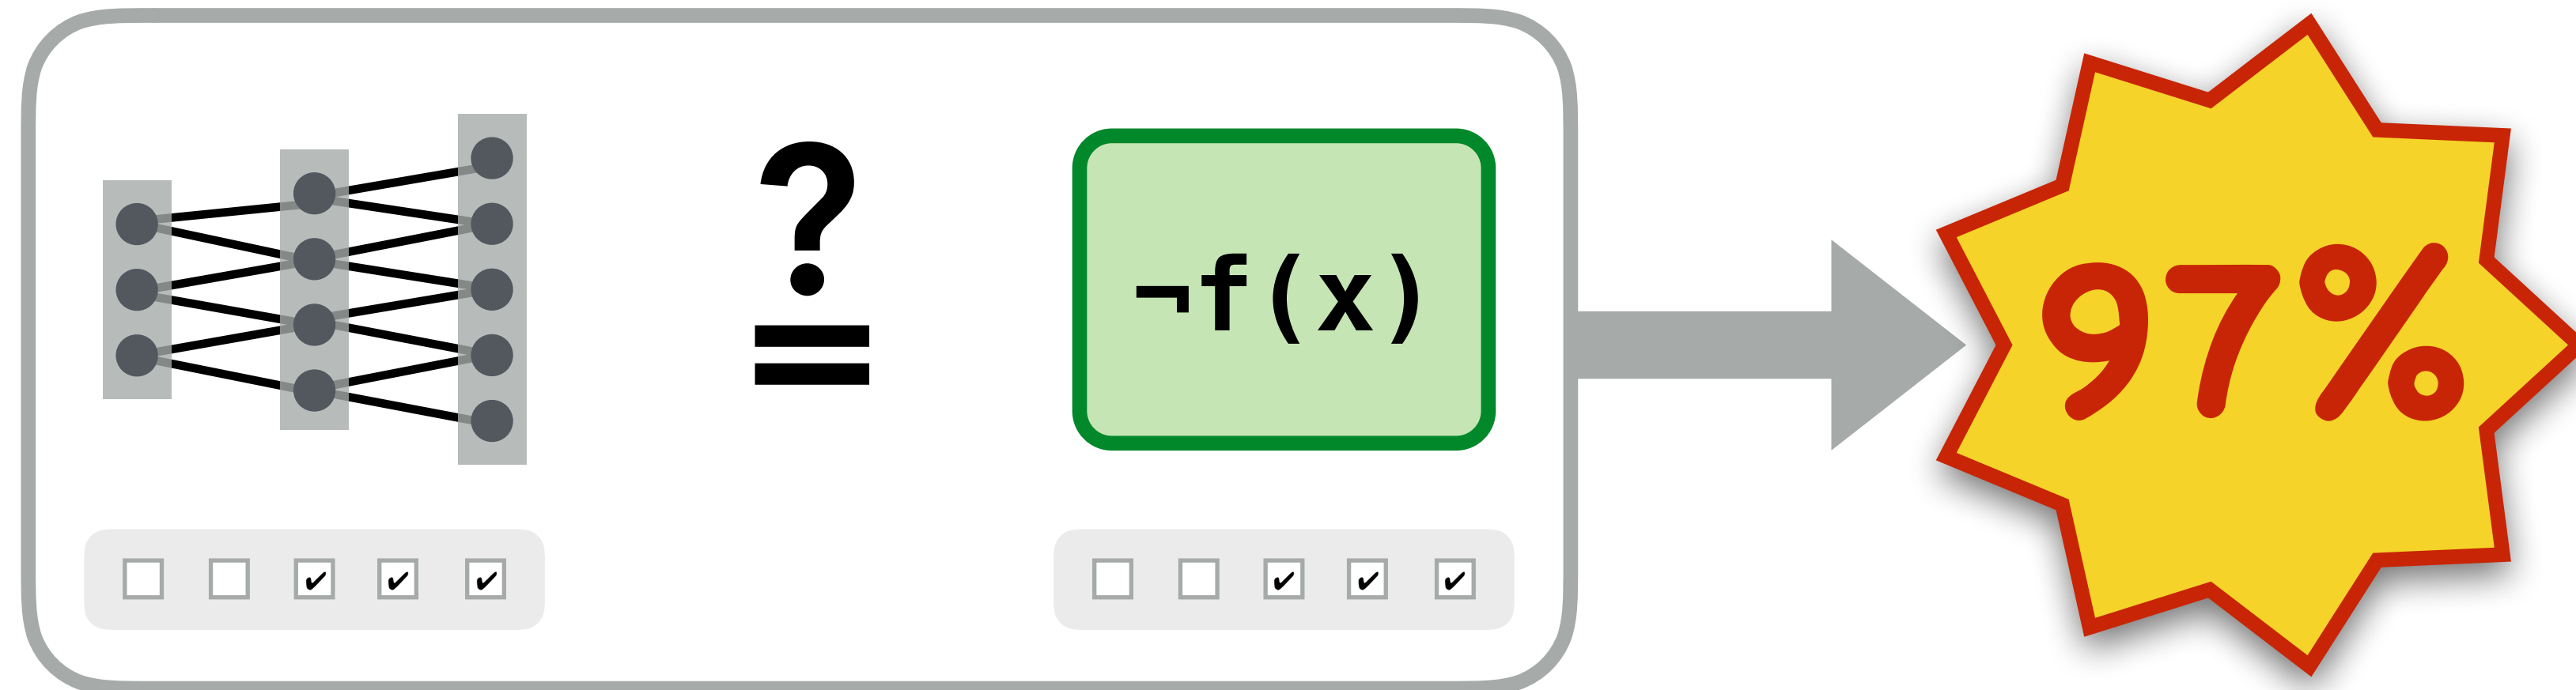 ?
=
¬f(x)
97%